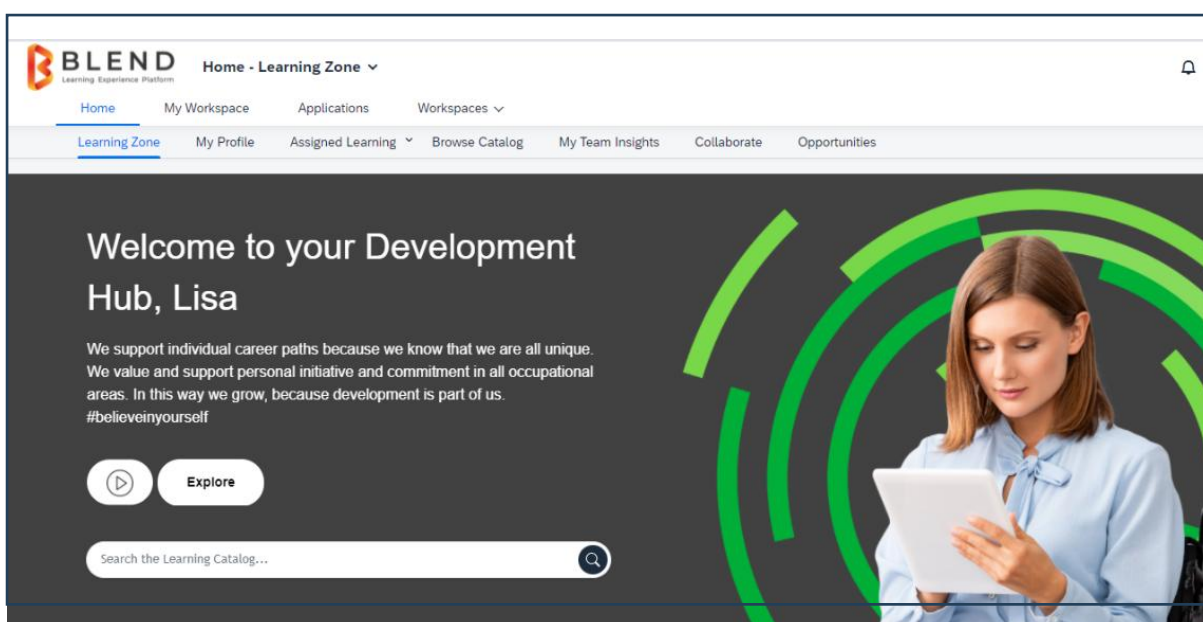 BLEND
Learning Experience Platform
Home - Learning Zone
Home My Workspace Applications Workspaces
Learning Zone My Profile Assigned Learning Browse Catalog My Team Insights Collaborate Opportunities
Welcome to your Development
Hub, Lisa
We support individual career paths because we know that we are all unique.
We value and support personal initiative and commitment in all occupational
areas. In this way we grow, because development is part of us.
#believeinyourself
Explore
Search the Learning Catalog...